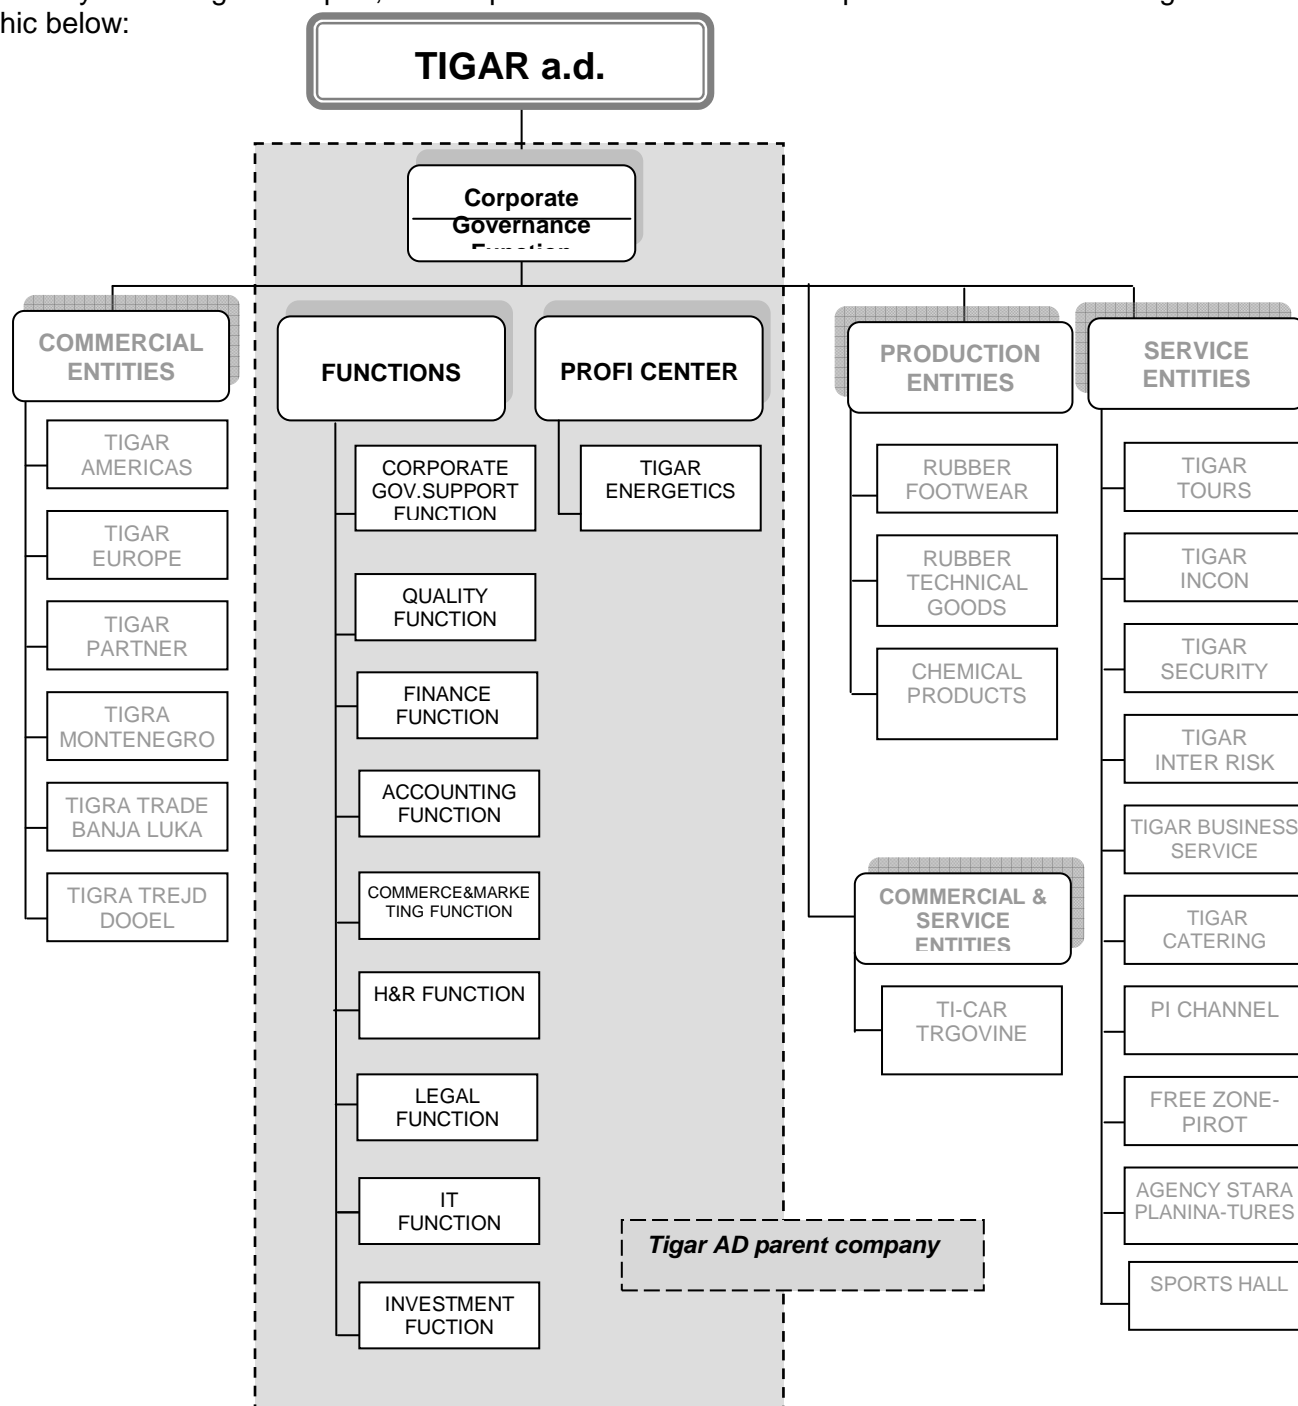 hic below:
TIGAR a.d.
Corporate
Governance
Function
COMMERCIAL
ENTITIES
TIGAR
AMERICAS
TIGAR
EUROPE
TIGAR
PARTNER
TIGRA
MONTENEGRO
TIGRA TRADE
BANJA LUKA
TIGRA TREJD
DOOEL
FUNCTIONS
CORPORATE
GOV.SUPPORT
FUNCTION
QUALITY
FUNCTION
FINANCE
FUNCTION
ACCOUNTING
FUNCTION
COMMERCE&MARKE
TING FUNCTION
H&R FUNCTION
LEGAL
FUNCTION
IT
FUNCTION
INVESTMENT
FUCTION
PROFI CENTER
TIGAR
ENERGETICS
PRODUCTION
ENTITIES
RUBBER
FOOTWEAR
RUBBER
TECHNICAL
GOODS
CHEMICAL
PRODUCTS
COMMERCIAL &
SERVICE
ENTITIES
TI-CAR
TRGOVINE
SERVICE
ENTITIES
TIGAR
TOURS
TIGAR
INCON
TIGAR
SECURITY
TIGAR
INTER RISK
TIGAR BUSINESS
SERVICE
TIGAR
CATERING
PI CHANNEL
FREE ZONE-
PIROT
AGENCY STARA
PLANINA-TURES
SPORTS HALL
Tigar AD parent company